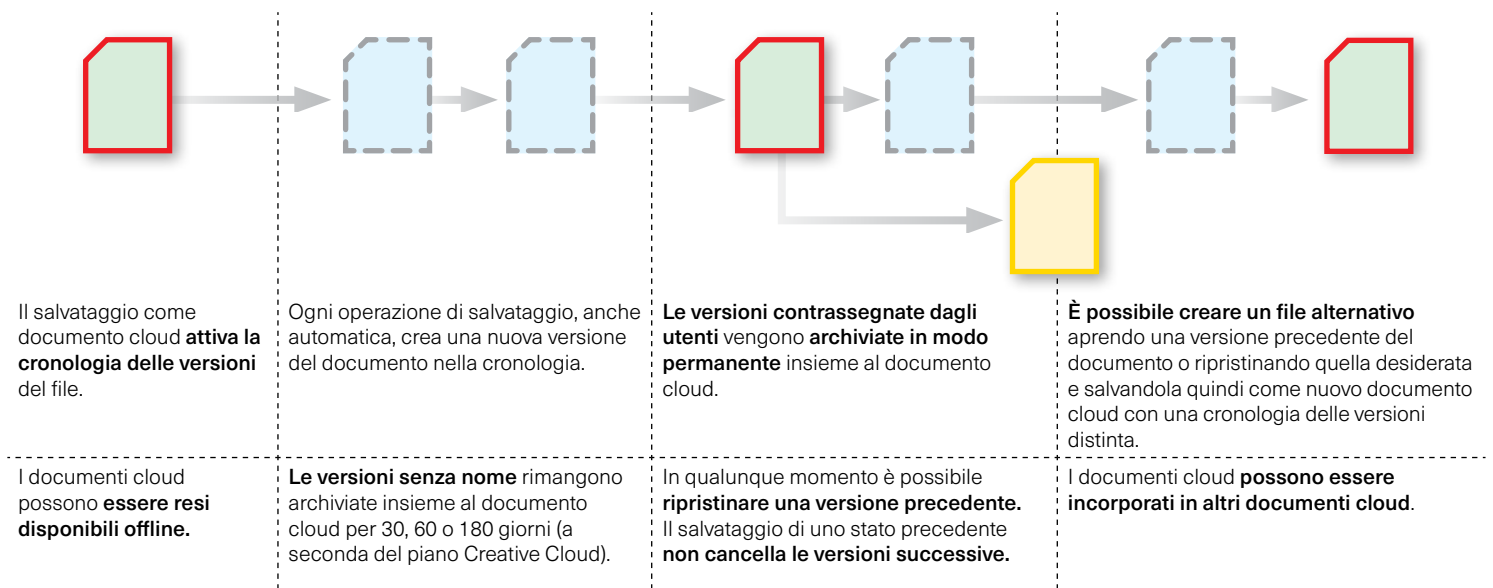 Il salvataggio come
documento cloud attiva la
cronologia delle versioni
del file.
Ogni operazione di salvataggio, anche
automatica, crea una nuova versione
del documento nella cronologia.
Le versioni contrassegnate dagli
utenti vengono archiviate in modo
permanente insieme al documento
cloud.
È possibile creare un file alternativo
aprendo una versione precedente del
documento o ripristinando quella desiderata
e salvandola quindi come nuovo documento
cloud con una cronologia delle versioni
distinta.
I documenti cloud
possono essere resi
disponibili offline.
Le versioni senza nome rimangono
archiviate insieme al documento
cloud per 30, 60 o 180 giorni (a
seconda del piano Creative Cloud).
In qualunque momento è possibile
ripristinare una versione precedente.
Il salvataggio di uno stato precedente
non cancella le versioni successive.
I documenti cloud possono essere
incorporati in altri documenti cloud.